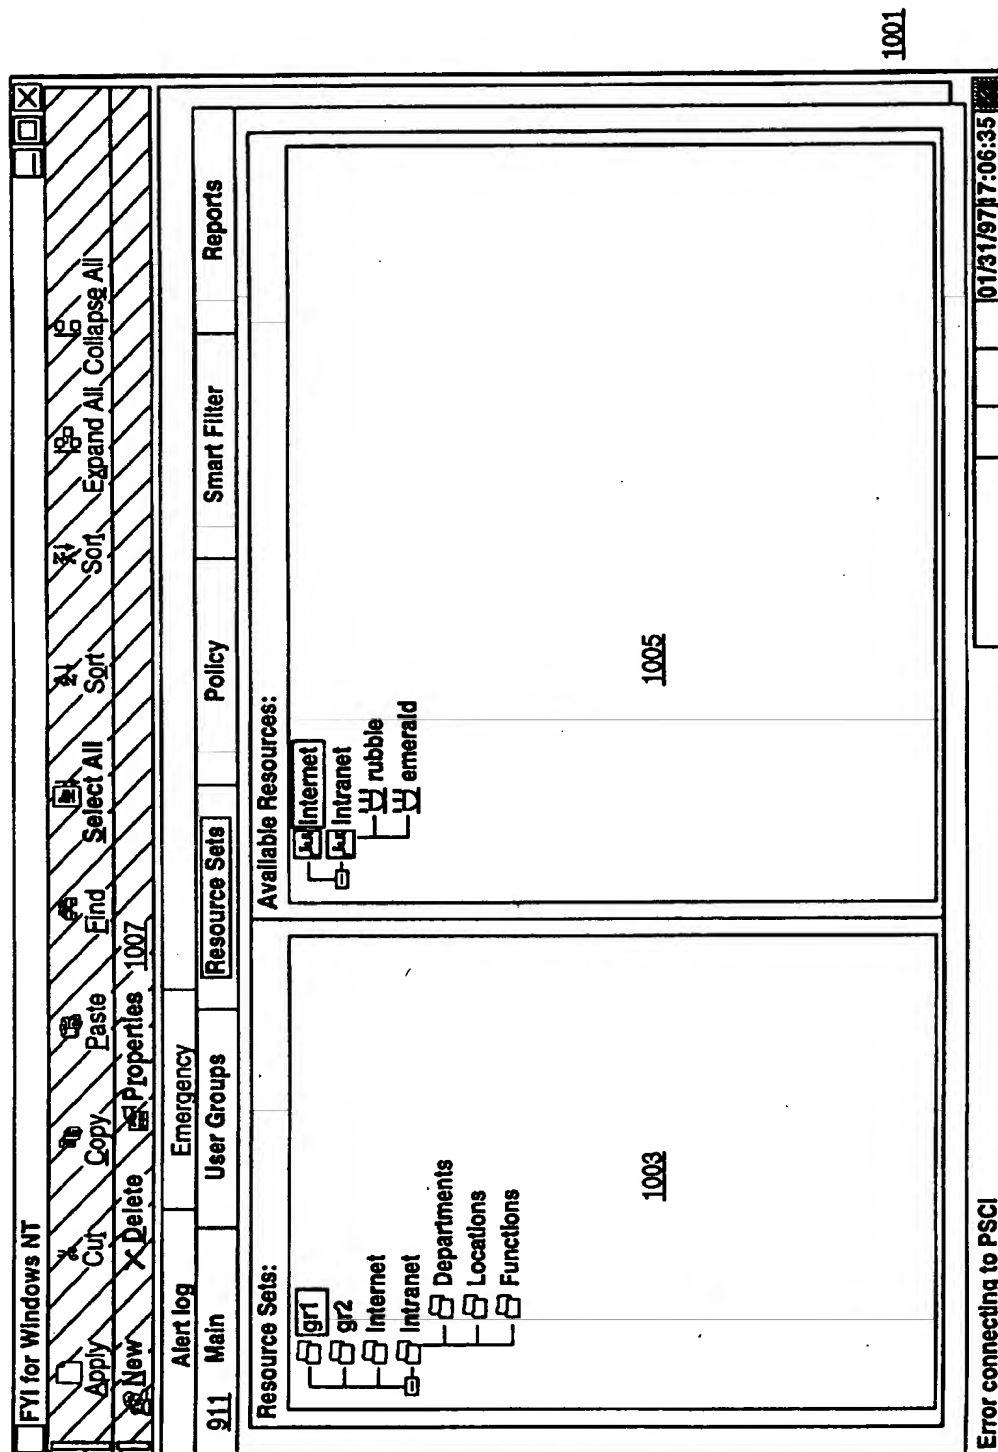 FYI for Windows NT
Apply Cut Copy Paste Find Select All Sort Sort Expand All Collapse All
New Delete Properties 1007
Alert log Emergency
911 Main User Groups Resource Sets Policy Smart Filter Reports
Resource Sets:
gr1
gr2
Internet
Intranet
Departments
Locations
Functions
1003
Available Resources:
Internet
Intranet
rubble
emerald
1005
Error connecting to PSCI 01/31/97 17:06:35
1001